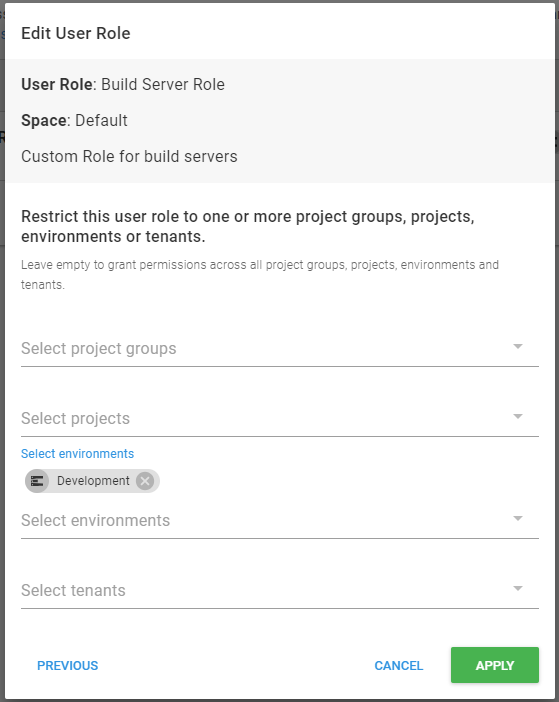 Edit User Role
User Role: Build Server Role
Space: Default
Custom Role for build servers
Restrict this user role to one or more project groups, projects,
environments or tenants.
Leave empty to grant permissions across all project groups, projects, environments and
tenants.
Select project groups
Select projects
Select environments
Development
Select environments
Select tenants
PREVIOUS CANCEL APPLY